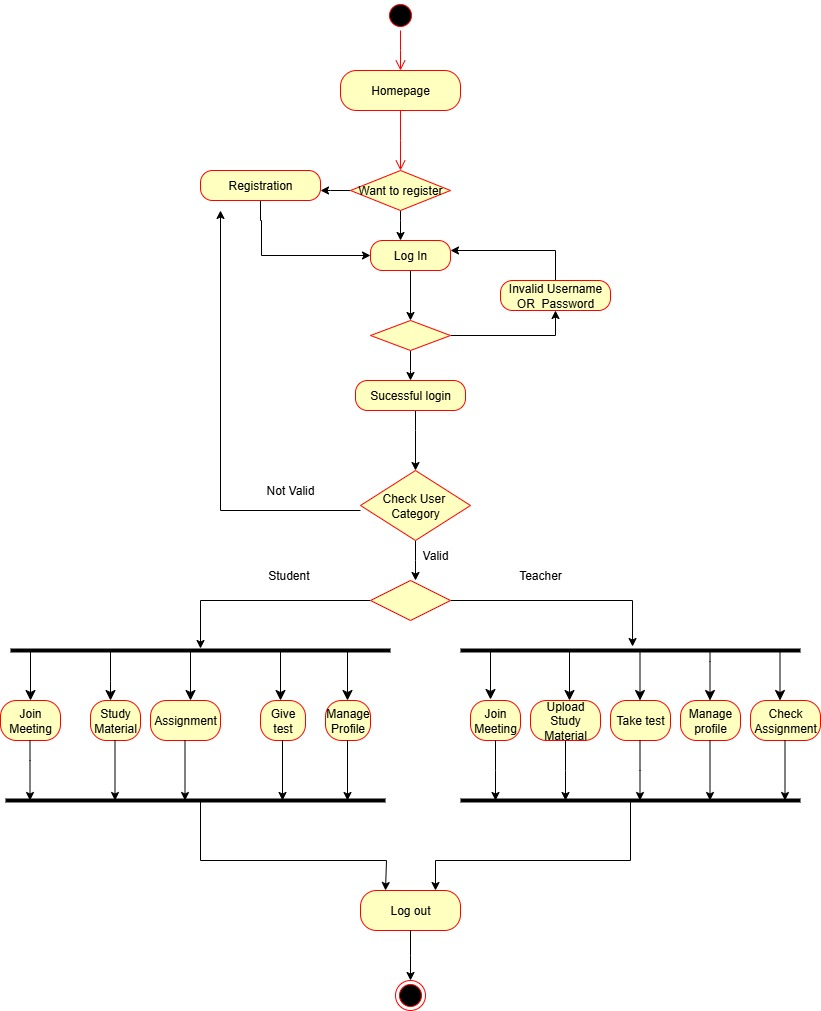 Homepage
Want to register
Registration
Log In
Invalid Username
OR  Password
Sucessful login
Not Valid
Check User
Category
Valid
Student
Teacher
Join
Meeting
Study
Material
Assignment
Give
test
Manage
Profile
Join
Meeting
Upload
Study
Material
Take test
Manage
profile
Check
Assignment
Log out